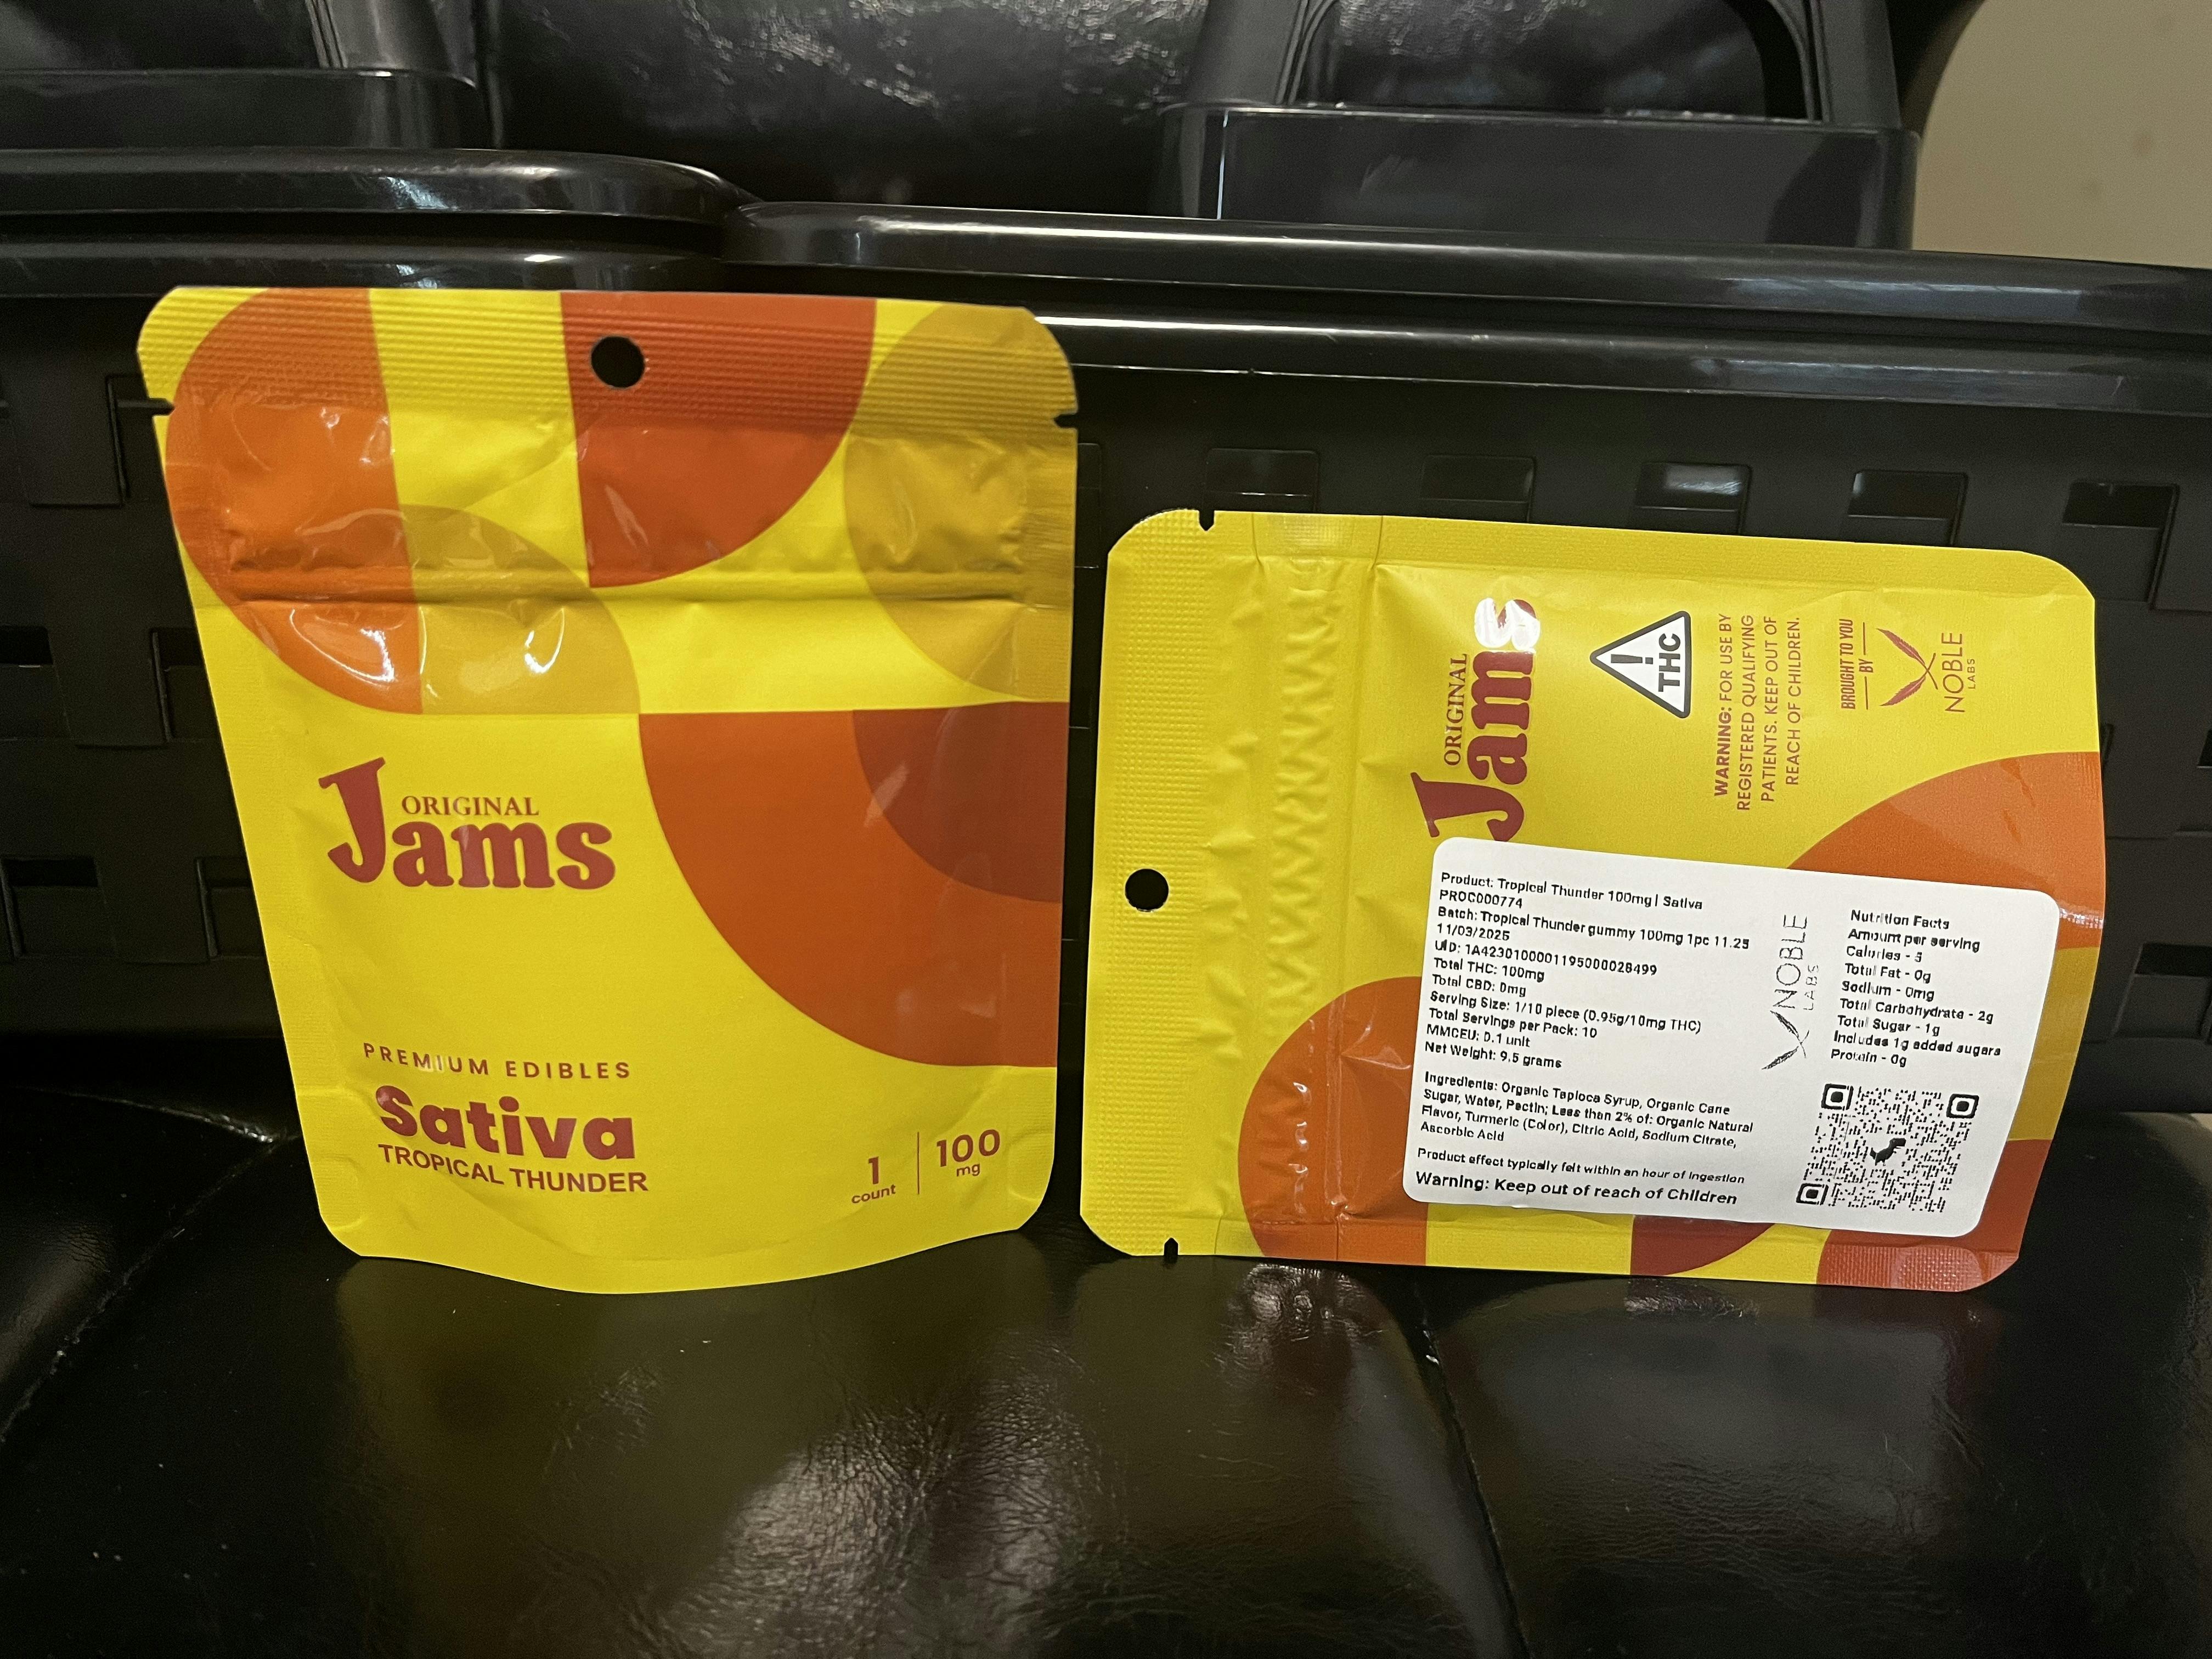 ORIGINAL
Jams
PREMIUM EDIBLES
Sativa
TROPICAL THUNDER
1
count
100
mg
ORIGINAL
Jams
! THC
WARNING: FOR USE BY
REGISTERED QUALIFYING
PATIENTS. KEEP OUT OF
REACH OF CHILDREN.
BROUGHT TO YOU
BY
NOBLE
LABS
Product: Tropical Thunder 100mg| Sativa
PROC000774
Batch: Tropical Thunder gummy 100mg 1pc 11.25
11/03/2025
UID: 1A4230100001195000028499
Total THC: 100mg
Total CBD: 0mg
Serving Size: 1/10 piece (0.95g/10mg THC)
Total Servings per Pack: 10
MMCEU: 0.1 unit
Net Weight: 9.5 grams
Ingredients: Organic Tapioca Syrup, Organic Cane
Sugar, Water, Pectin; Less than 2% of: Organic Natural
Flavor, Turmeric (Color), Citric Acid, Sodium Citrate,
Ascorbic Acid
Product effect typically felt within an hour of ingestion
Warning: Keep out of reach of Children
NOBLE
LABS
Nutrition Facts
Amount per serving
Calories - 5
Total Fat - 0g
Sodium - 0mg
Total Carbohydrate - 2g
Total Sugar - 1g
Includes 1g added sugars
Protein - 0g